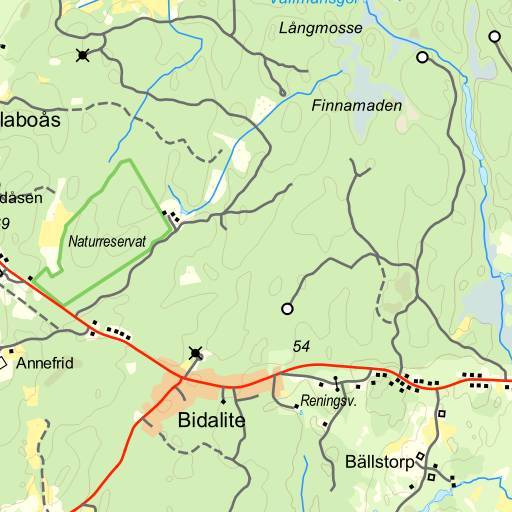 Långmosse
Finnamaden
laboås
dåsen
Naturreservat
54
Annefrid
Reningsv.
Bidalite
Bällstorp